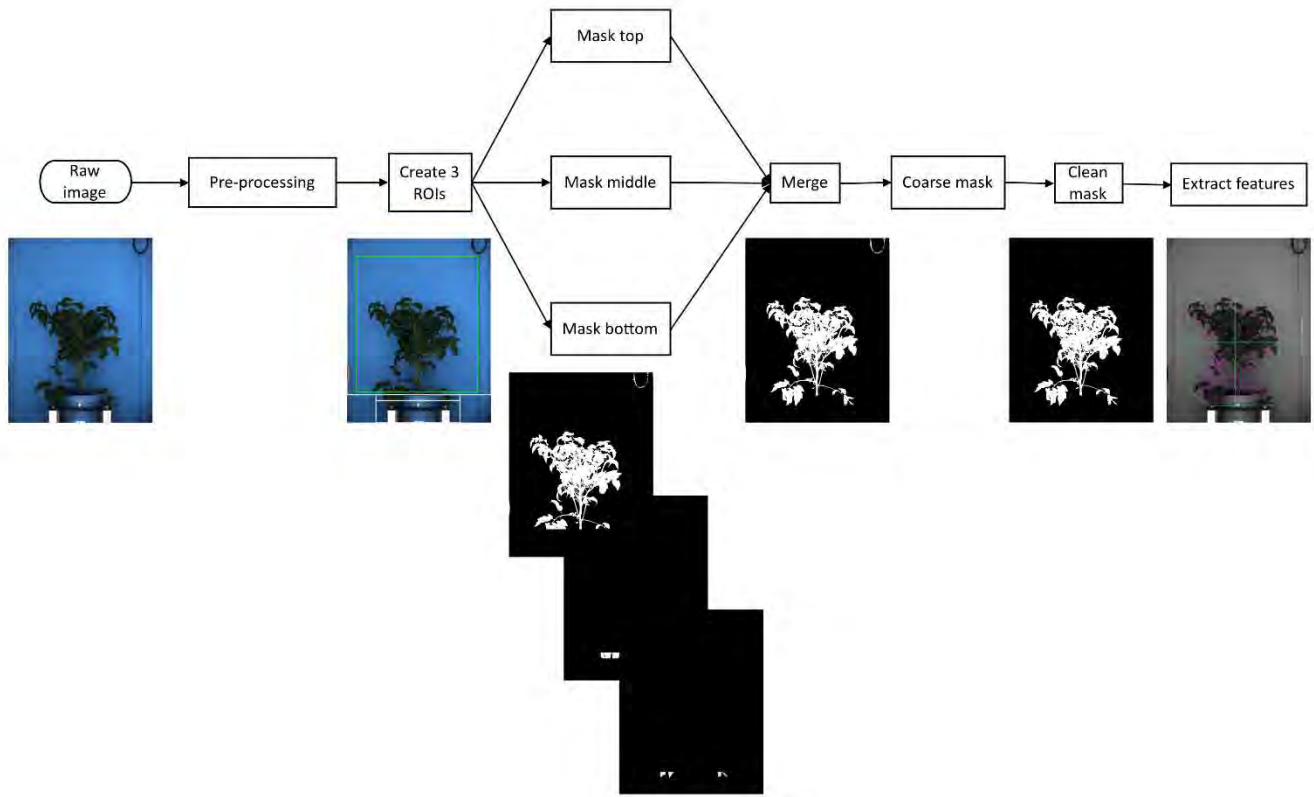 Mask top
Raw
image
Pre-processing
Create 3
ROIs
Mask middle
Merge
Coarse mask
Clean
mask
Extract features
Mask bottom